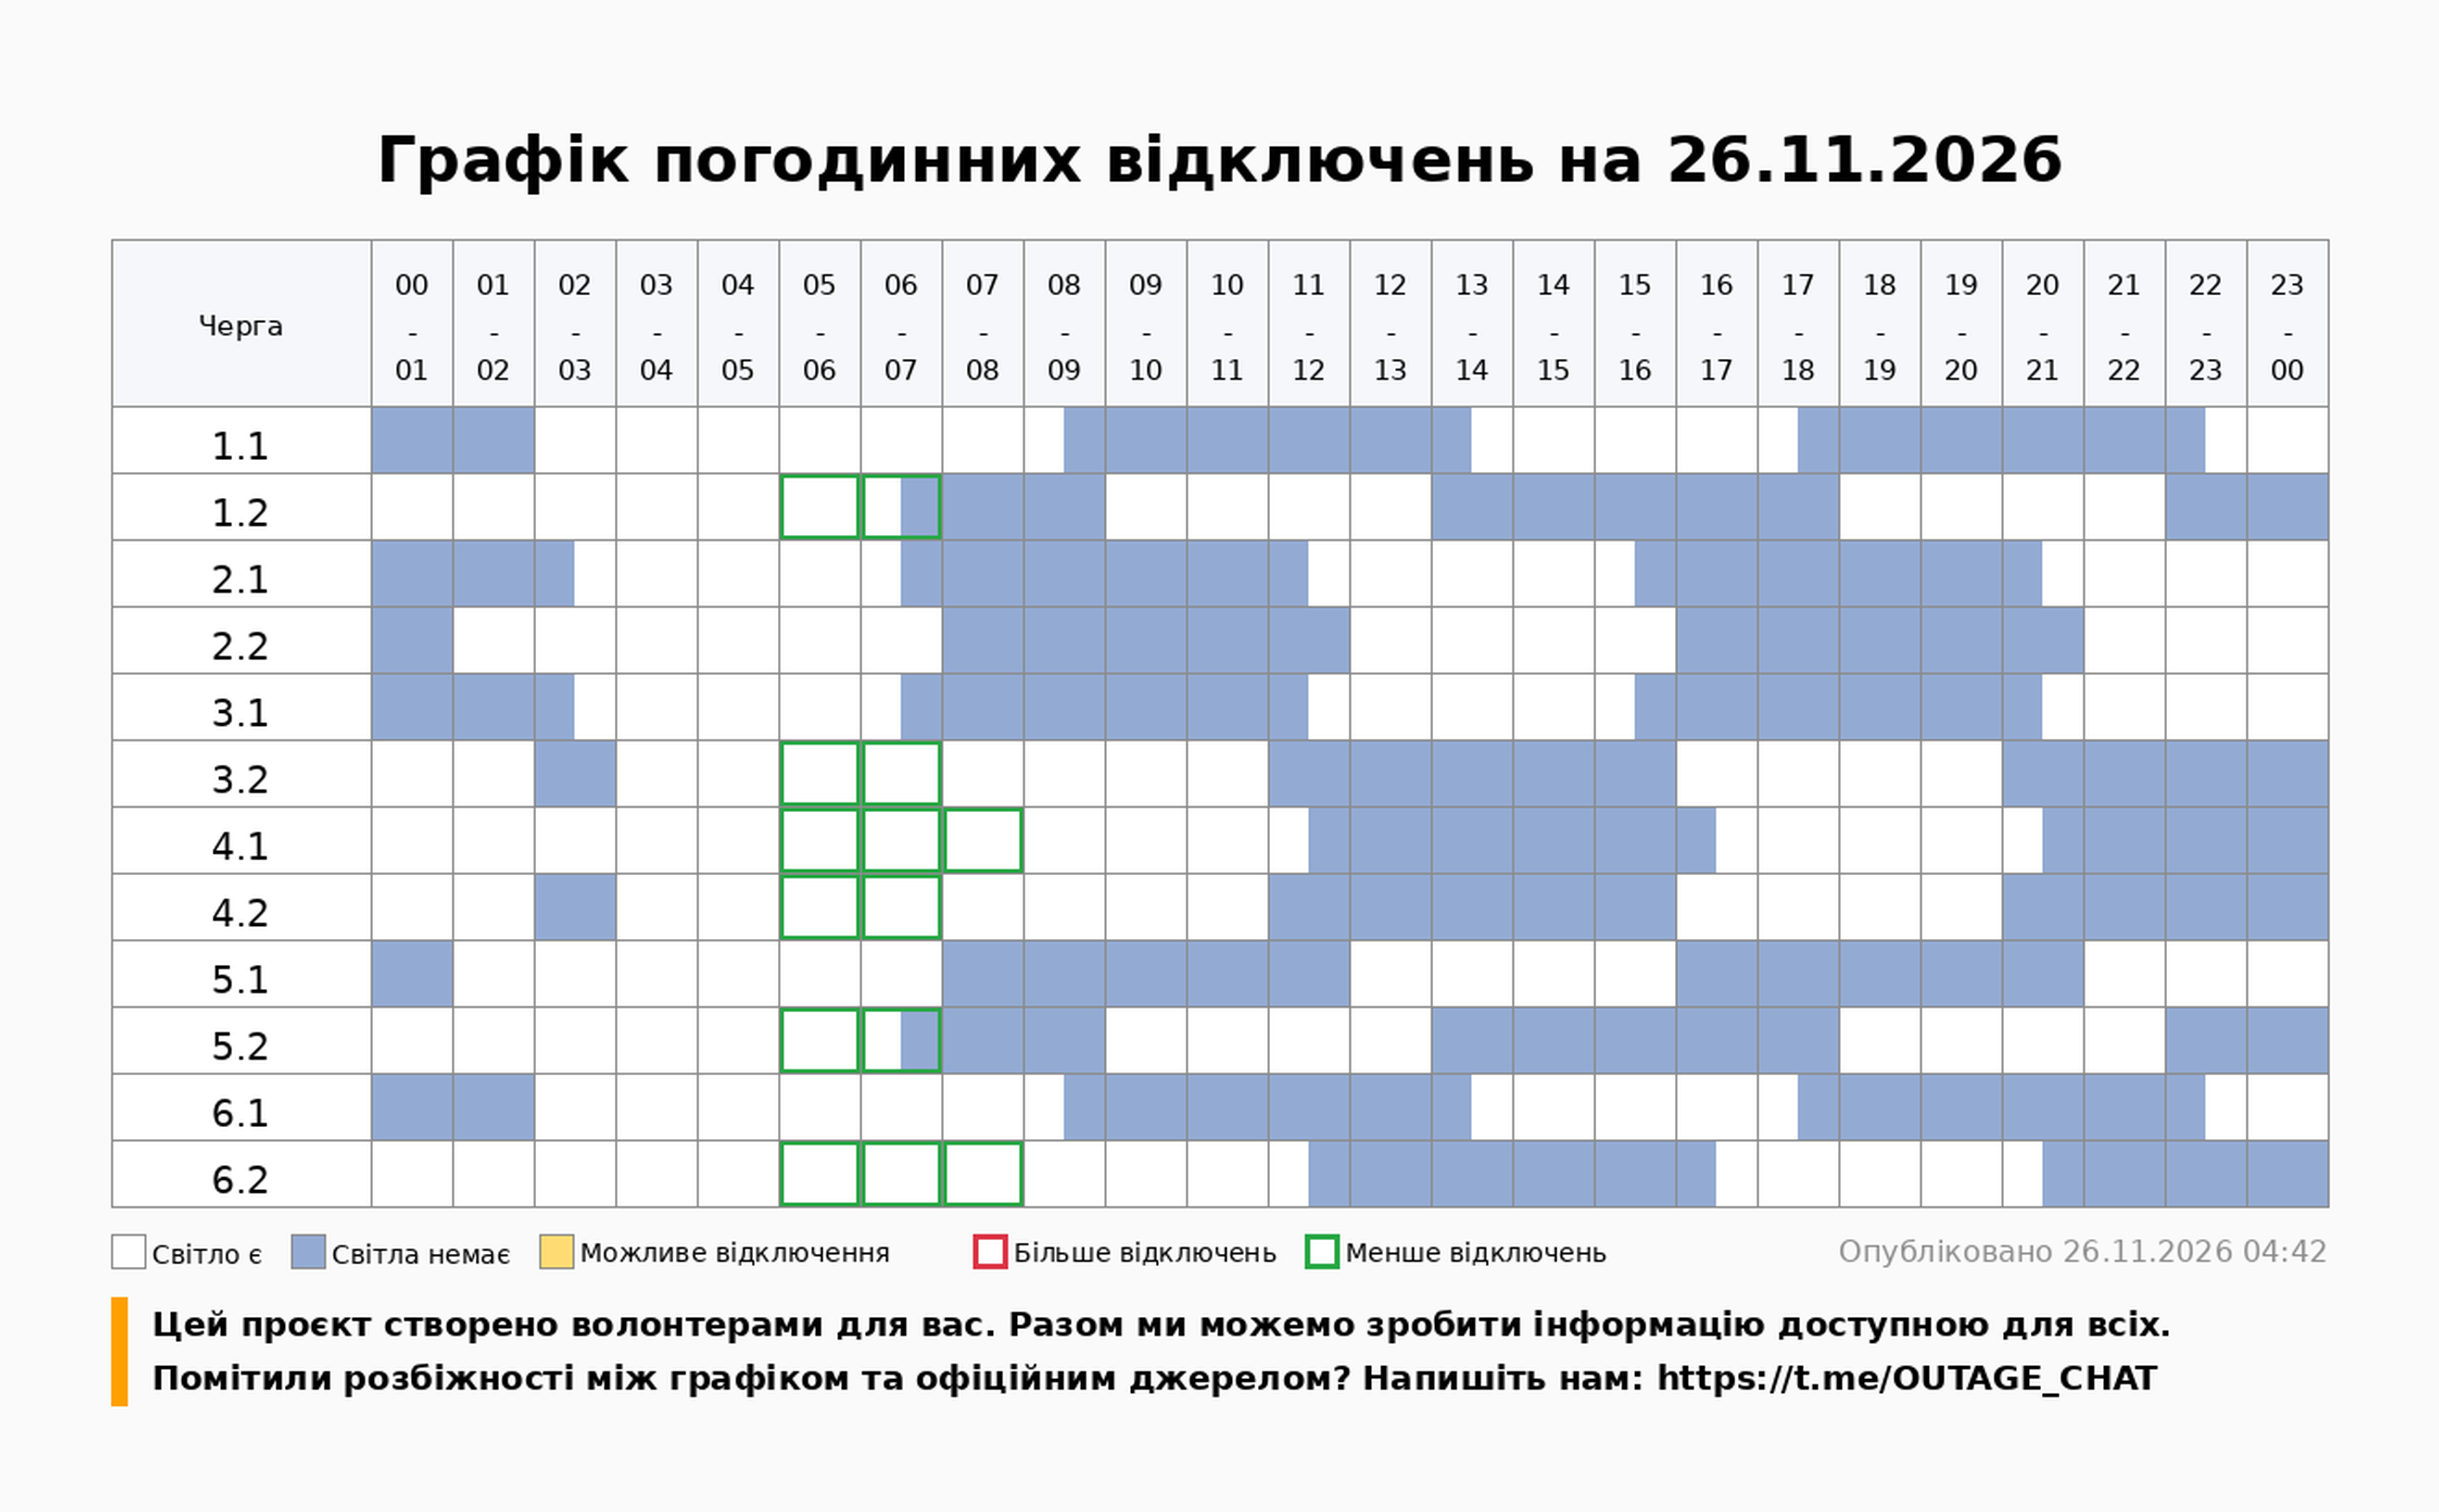 Графік погодинних відключень на 26.11.2026
Черга
00 - 01
01 - 02
02 - 03
03 - 04
04 - 05
05 - 06
06 - 07
07 - 08
08 - 09
09 - 10
10 - 11
11 - 12
12 - 13
13 - 14
14 - 15
15 - 16
16 - 17
17 - 18
18 - 19
19 - 20
20 - 21
21 - 22
22 - 23
23 - 00
1.1
1.2
2.1
2.2
3.1
3.2
4.1
4.2
5.1
5.2
6.1
6.2
Світло є
Світла немає
Можливе відключення
Більше відключень
Менше відключень
Опубліковано 26.11.2026 04:42
Цей проєкт створено волонтерами для вас. Разом ми можемо зробити інформацію доступною для всіх.
Помітили розбіжності між графіком та офіційним джерелом? Напишіть нам: https://t.me/OUTAGE_CHAT